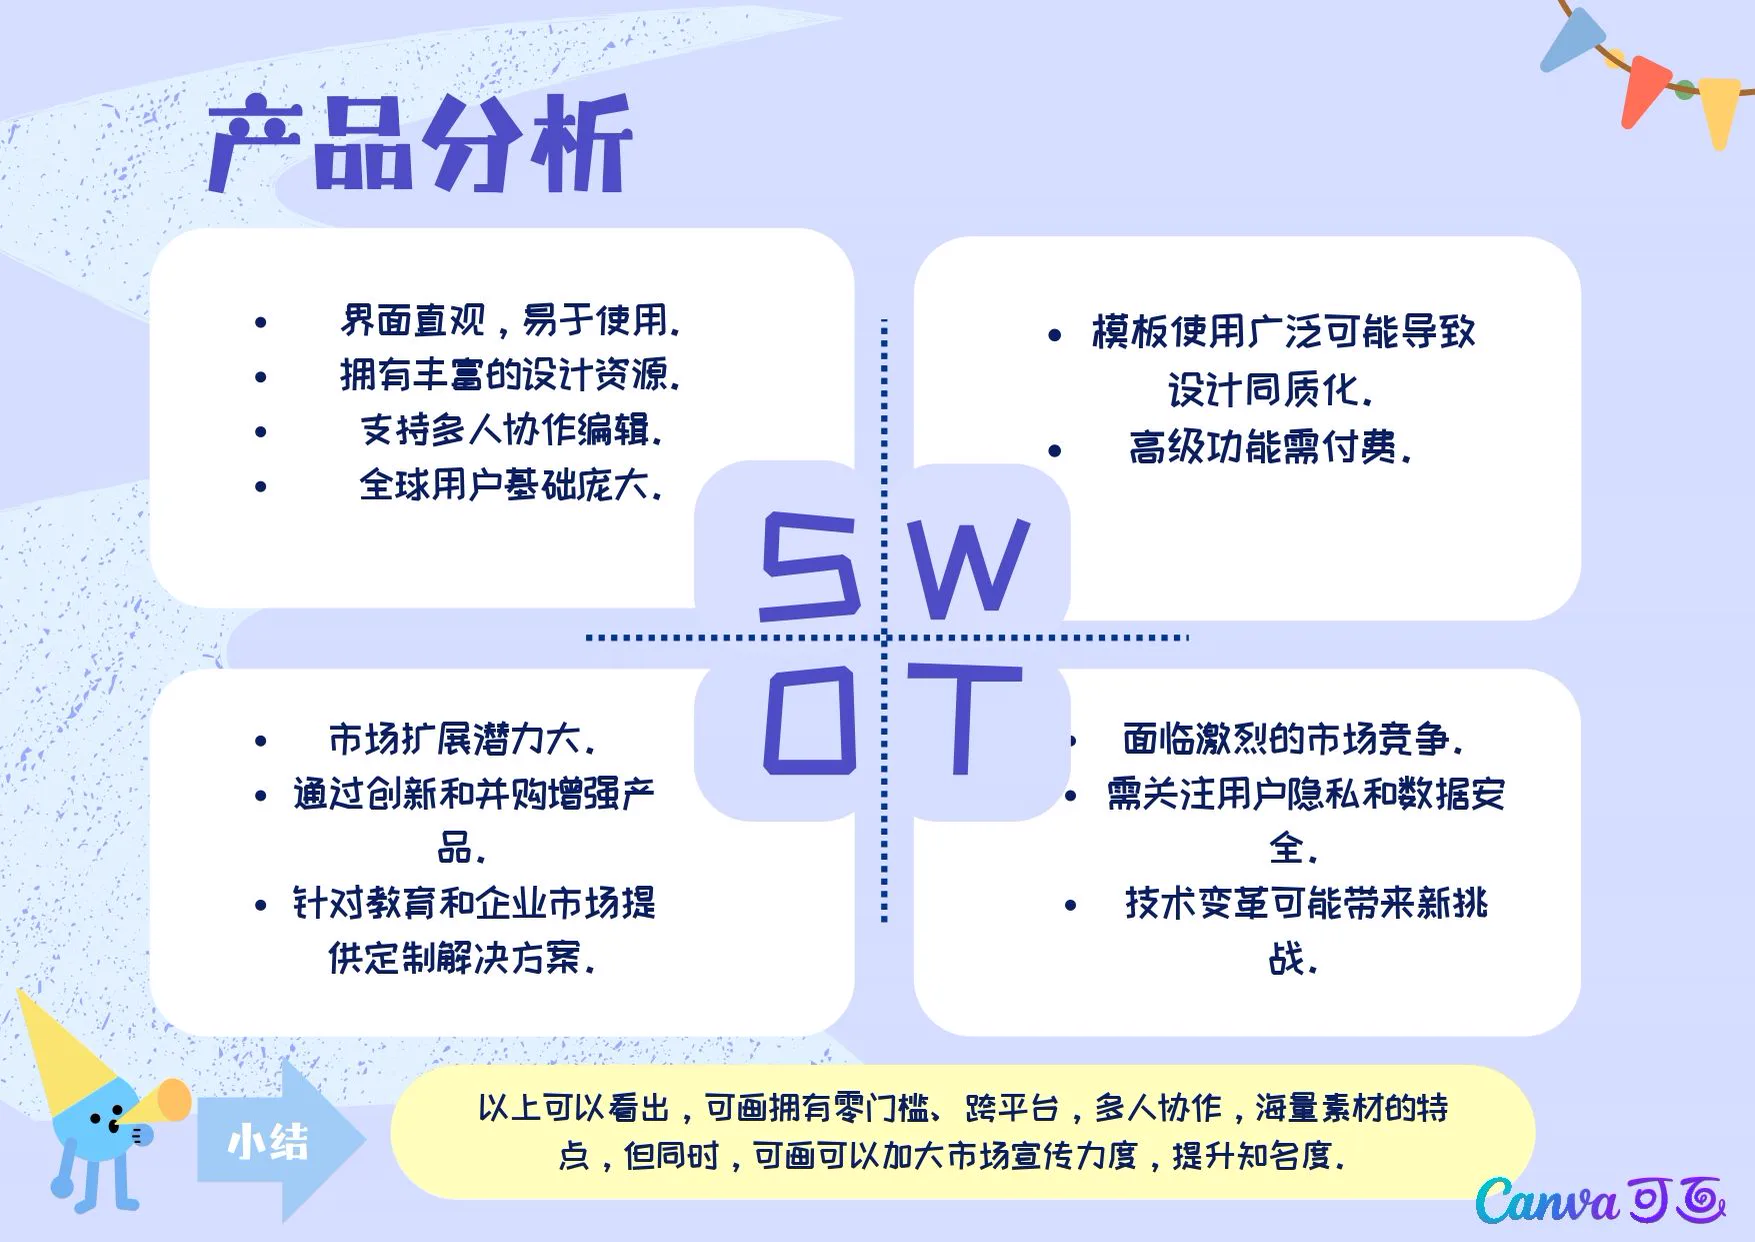 产品分析
• 界面直观，易于使用.
• 拥有丰富的设计资源.
• 支持多人协作编辑.
• 全球用户基础庞大.
• 模板使用广泛可能导致
设计同质化.
• 高级功能需付费.
S W
O T
• 市场扩展潜力大.
• 通过创新和并购增强产
品.
• 针对教育和企业市场提
供定制解决方案.
• 面临激烈的市场竞争.
• 需关注用户隐私和数据安
全.
• 技术变革可能带来新挑
战.
小结
以上可以看出，可画拥有零门槛、跨平台，多人协作，海量素材的特
点，但同时，可画可以加大市场宣传力度，提升知名度.
Canva可画